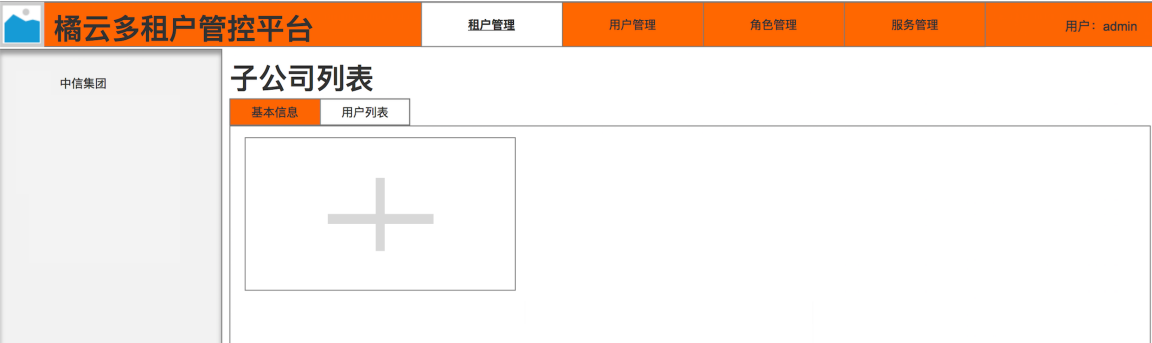 橘云多租户管控平台 租户管理 用户管理 角色管理 服务管理 用户：admin
中信集团
子公司列表
基本信息 用户列表